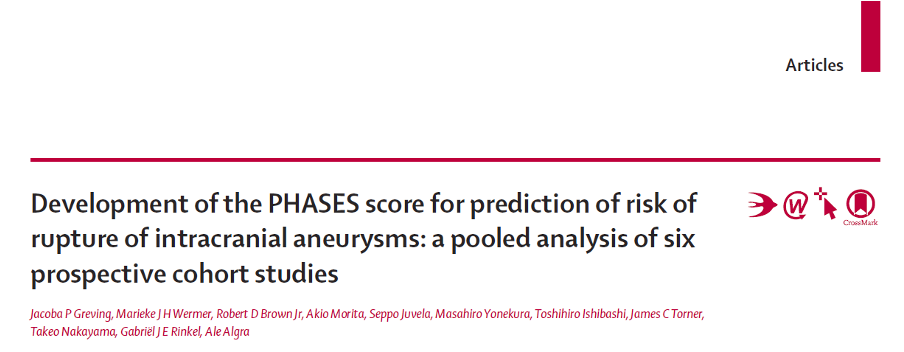 Articles
Development of the PHASES score for prediction of risk of
rupture of intracranial aneurysms: a pooled analysis of six
prospective cohort studies
W
CrossMark
Jacoba P Greving, Marieke J H Wermer, Robert D Brown Jr, Akio Morita, Seppo Juvela, Masahiro Yonekura, Toshihiro Ishibashi, James C Torner,
Takeo Nakayama, Gabriël J E Rinkel, Ale Algra